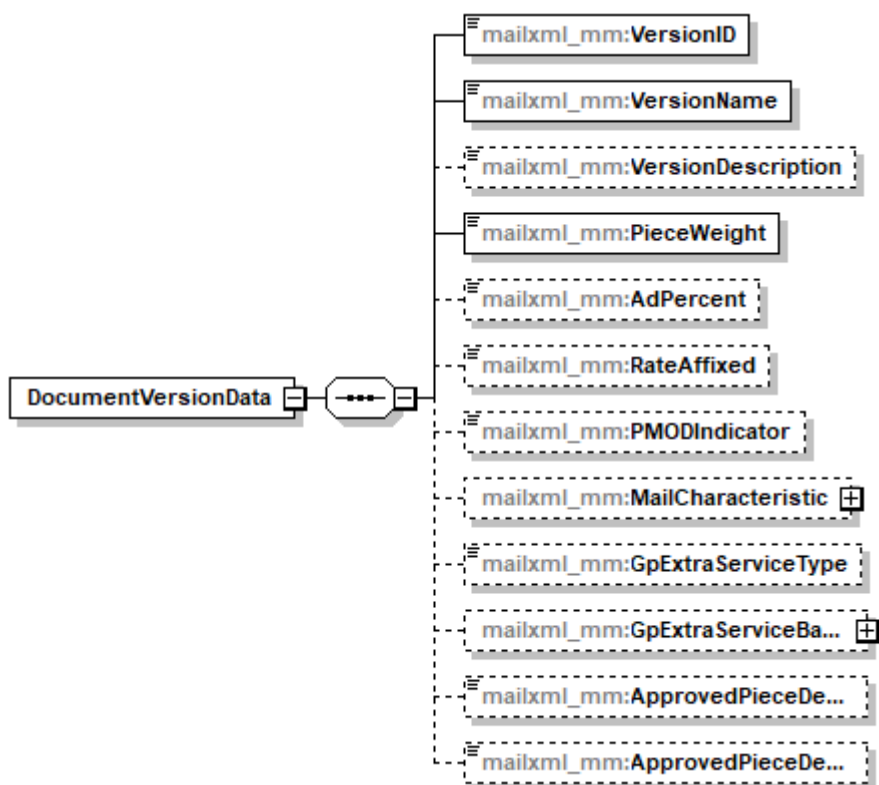 mailxml_mm:VersionID
mailxml_mm:VersionName
mailxml_mm:VersionDescription
mailxml_mm:PieceWeight
mailxml_mm:AdPercent
mailxml_mm:RateAffixed
DocumentVersionData
mailxml_mm:PMODIndicator
mailxml_mm:MailCharacteristic
mailxml_mm:GpExtraServiceType
mailxml_mm:GpExtraServiceBa...
mailxml_mm:ApprovedPieceDe...
mailxml_mm:ApprovedPieceDe...